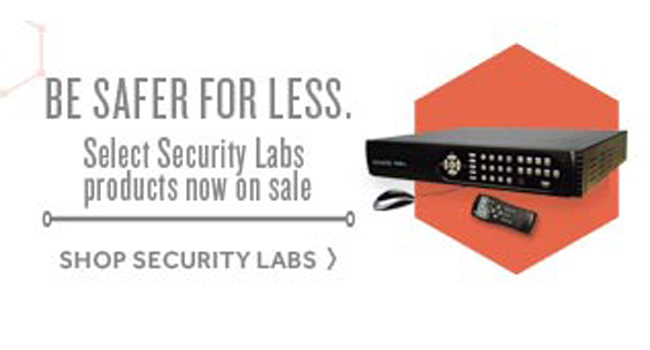 BE SAFER FOR LESS.
Select Security Labs
products now on sale
SHOP SECURITY LABS 〉